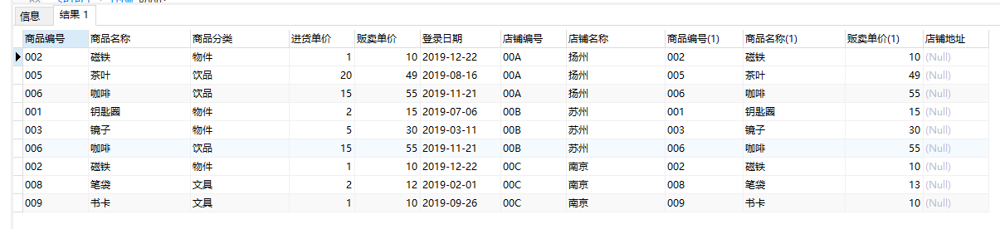 信息 结果 1
商品编号 商品名称 商品分类 进货单价 贩卖单价 登录日期 店铺编号 店铺名称 商品编号(1) 商品名称(1) 贩卖单价(1) 店铺地址
002 磁铁 物件 1 10 2019-12-22 00A 扬州 002 磁铁 10 (Null)
005 茶叶 饮品 20 49 2019-08-16 00A 扬州 005 茶叶 49 (Null)
006 咖啡 饮品 15 55 2019-11-21 00A 扬州 006 咖啡 55 (Null)
001 钥匙圈 物件 2 15 2019-07-06 00B 苏州 001 钥匙圈 15 (Null)
003 镜子 物件 5 30 2019-03-11 00B 苏州 003 镜子 30 (Null)
006 咖啡 饮品 15 55 2019-11-21 00B 苏州 006 咖啡 55 (Null)
002 磁铁 物件 1 10 2019-12-22 00C 南京 002 磁铁 10 (Null)
008 笔袋 文具 2 12 2019-02-01 00C 南京 008 笔袋 13 (Null)
009 书卡 文具 1 10 2019-09-26 00C 南京 009 书卡 10 (Null)